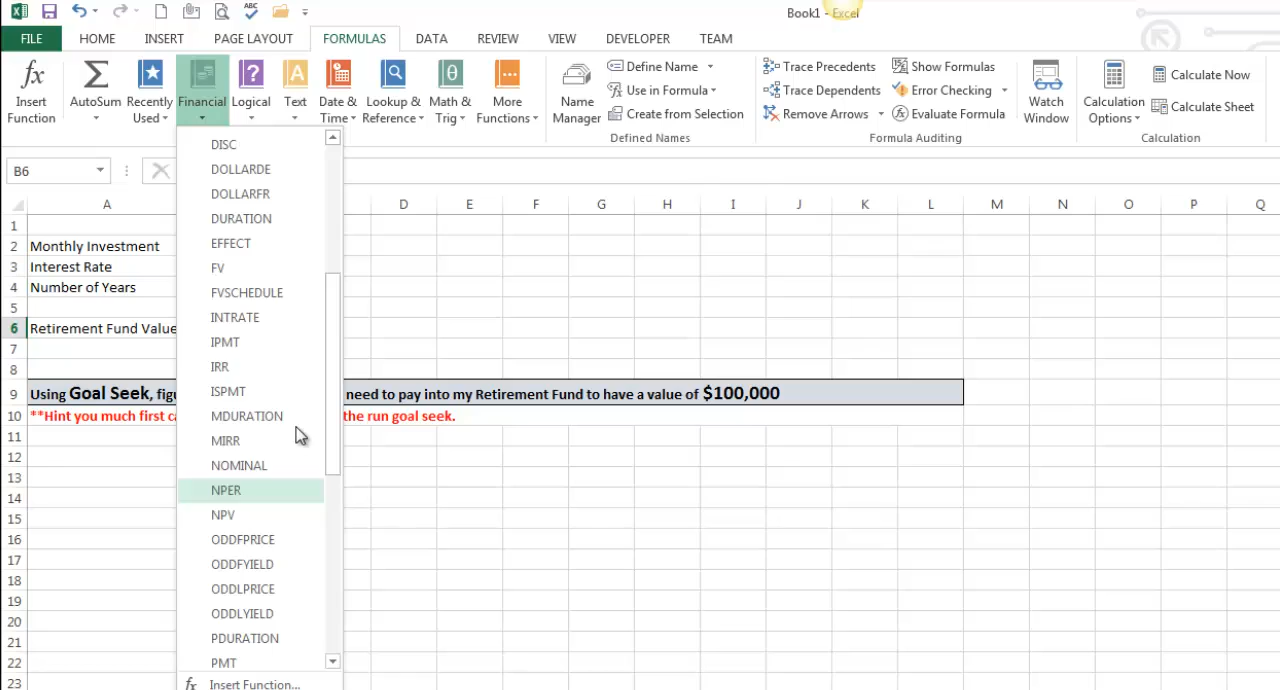 Book1 - Excel
FILE HOME INSERT PAGE LAYOUT FORMULAS DATA REVIEW VIEW DEVELOPER TEAM
fx Insert Function
Σ AutoSum
Recently Used
Financial
? Logical
A Text
Date & Time
Lookup & Reference
θ Math & Trig
More Functions
Name Manager
Define Name
Use in Formula
Create from Selection
Defined Names
Trace Precedents
Trace Dependents
Remove Arrows
Show Formulas
Error Checking
Evaluate Formula
Formula Auditing
Watch Window
Calculation Options
Calculate Now
Calculate Sheet
Calculation
B6
A D E F G H I J K L M N O P Q
1
2 Monthly Investment
3 Interest Rate
4 Number of Years
5
6 Retirement Fund Value
7
8
9 Using Goal Seek, figu need to pay into my Retirement Fund to have a value of $100,000
10 **Hint you much first ca the run goal seek.
11
12
13
14
15
16
17
18
19
20
21
22
23
DISC
DOLLARDE
DOLLARFR
DURATION
EFFECT
FV
FVSCHEDULE
INTRATE
IPMT
IRR
ISPMT
MDURATION
MIRR
NOMINAL
NPER
NPV
ODDFPRICE
ODDFYIELD
ODDLPRICE
ODDLYIELD
PDURATION
PMT
fx Insert Function...